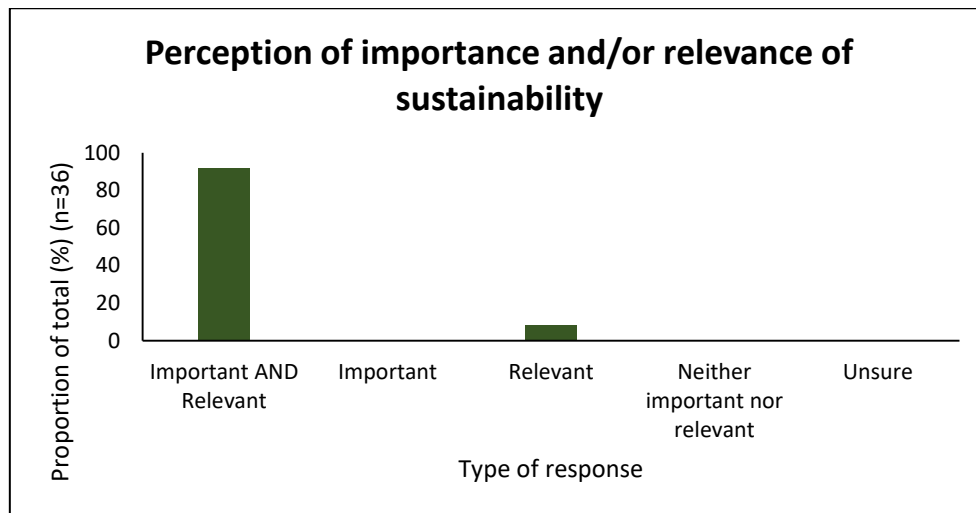 Perception of importance and/or relevance of
sustainability
Proportion of total (%) (n=36)
100
80
60
40
20
0
Important AND
Relevant
Important
Relevant
Neither
important nor
relevant
Unsure
Type of response